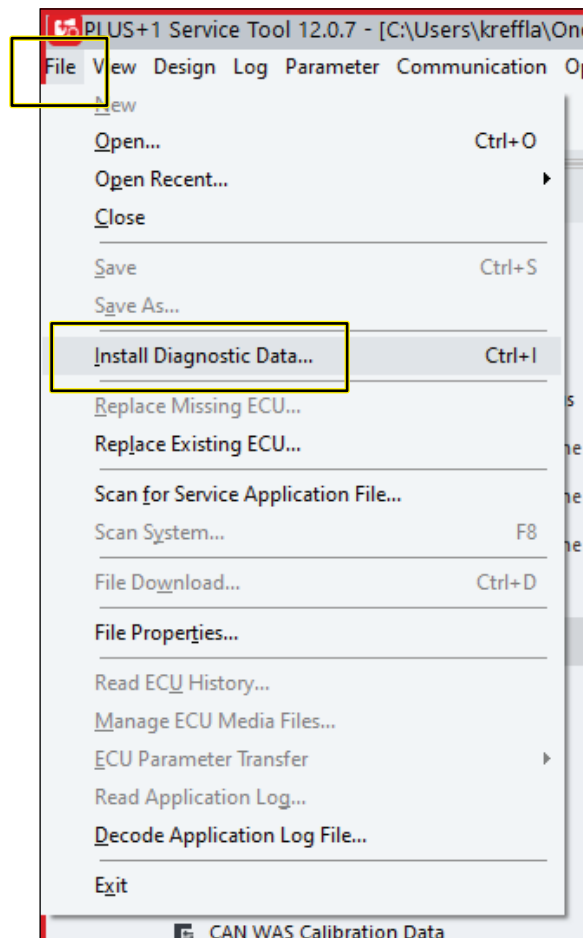 PLUS+1 Service Tool 12.0.7 - [C:\Users\kreffla\One
File View Design Log Parameter Communication Op
New
Open... Ctrl+O
Open Recent...
Close
Save Ctrl+S
Save As...
Install Diagnostic Data... Ctrl+I
Replace Missing ECU...
Replace Existing ECU...
Scan for Service Application File...
Scan System... F8
File Download... Ctrl+D
File Properties...
Read ECU History...
Manage ECU Media Files...
ECU Parameter Transfer
Read Application Log...
Decode Application Log File...
Exit
CAN WAS Calibration Data